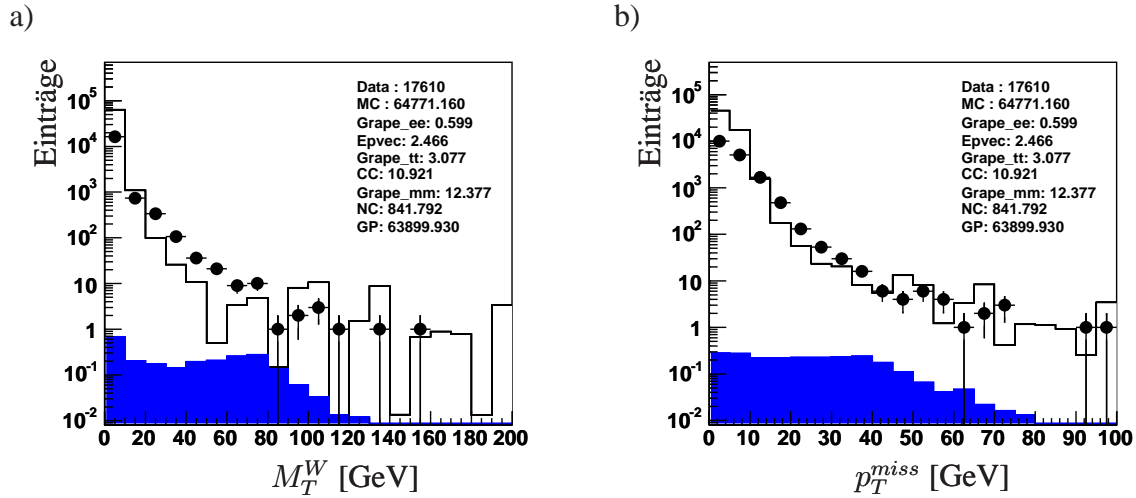 a)
Einträge
10^5
10^4
10^3
10^2
10
1
10^-1
10^-2
Data : 17610
MC : 64771.160
Grape_ee: 0.599
Epvec: 2.466
Grape_tt: 3.077
CC: 10.921
Grape_mm: 12.377
NC: 841.792
GP: 63899.930
0 20 40 60 80 100 120 140 160 180 200
M_T^W [GeV]
b)
Einträge
10^5
10^4
10^3
10^2
10
1
10^-1
10^-2
Data : 17610
MC : 64771.160
Grape_ee: 0.599
Epvec: 2.466
Grape_tt: 3.077
CC: 10.921
Grape_mm: 12.377
NC: 841.792
GP: 63899.930
0 10 20 30 40 50 60 70 80 90 100
p_T^miss [GeV]